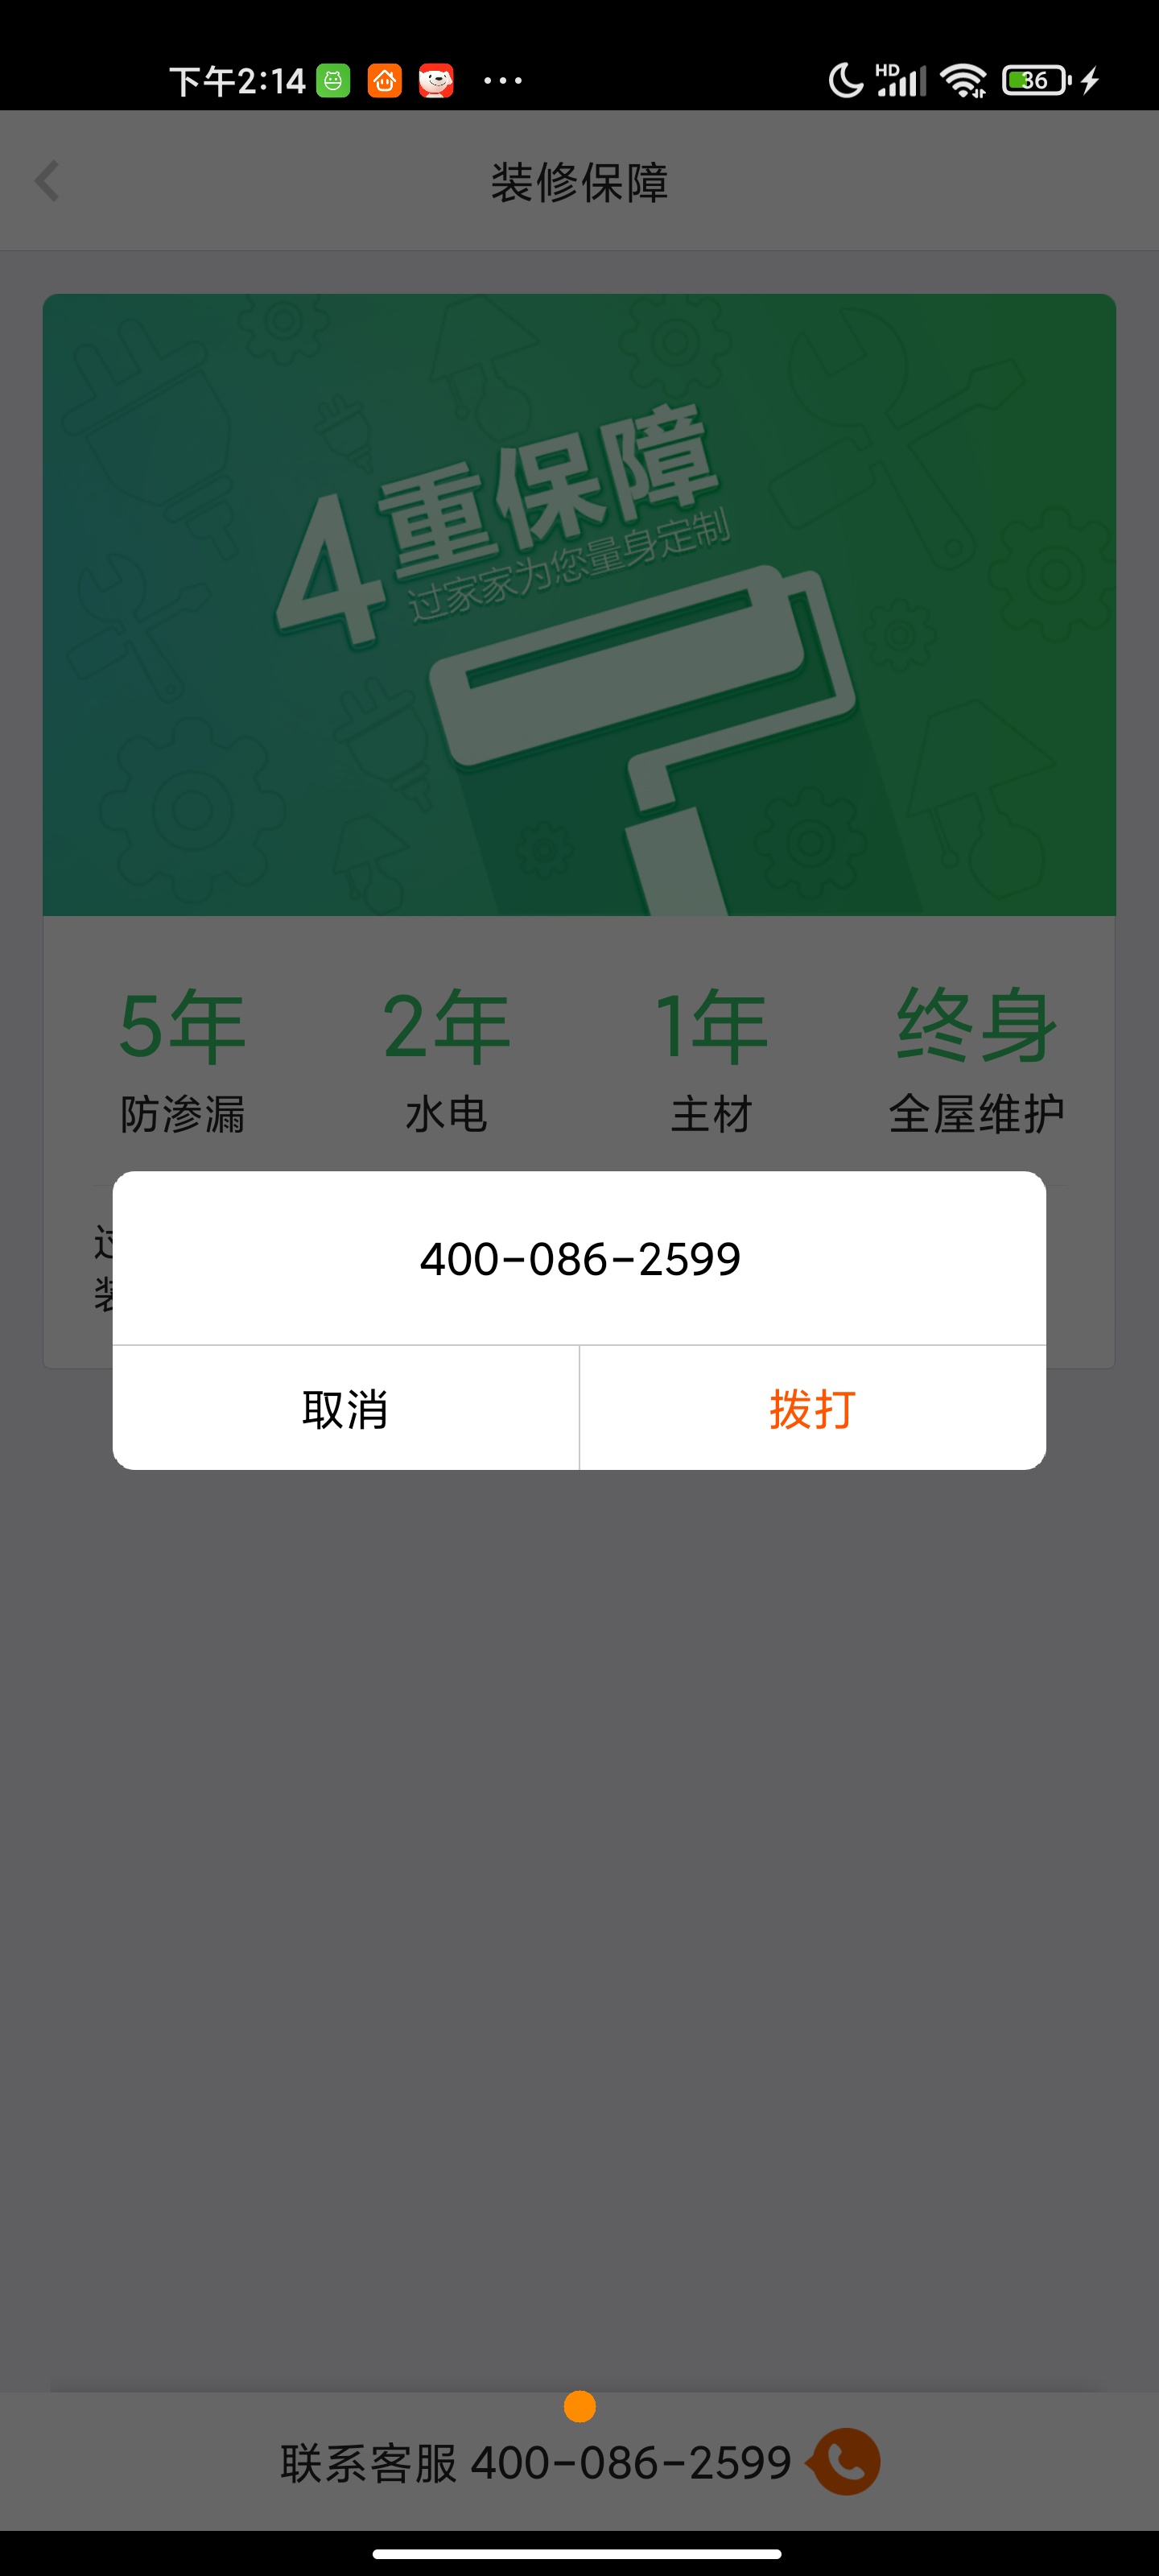 下午2:14
HD
36
装修保障
4重保障
过家家为您量身定制
5年 2年 1年 终身
防渗漏 水电 主材 全屋维护
400-086-2599
取消 拨打
联系客服 400-086-2599